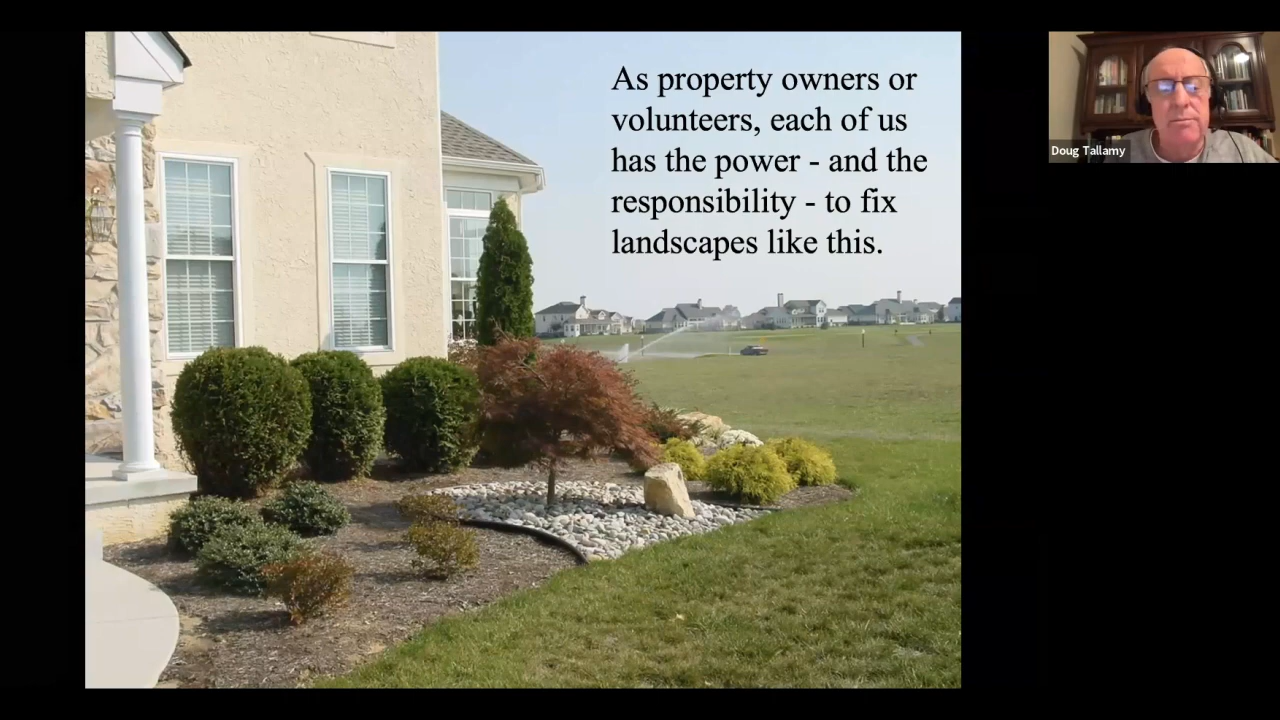 As property owners or
volunteers, each of us
has the power - and the
responsibility - to fix
landscapes like this.
Doug Tallamy